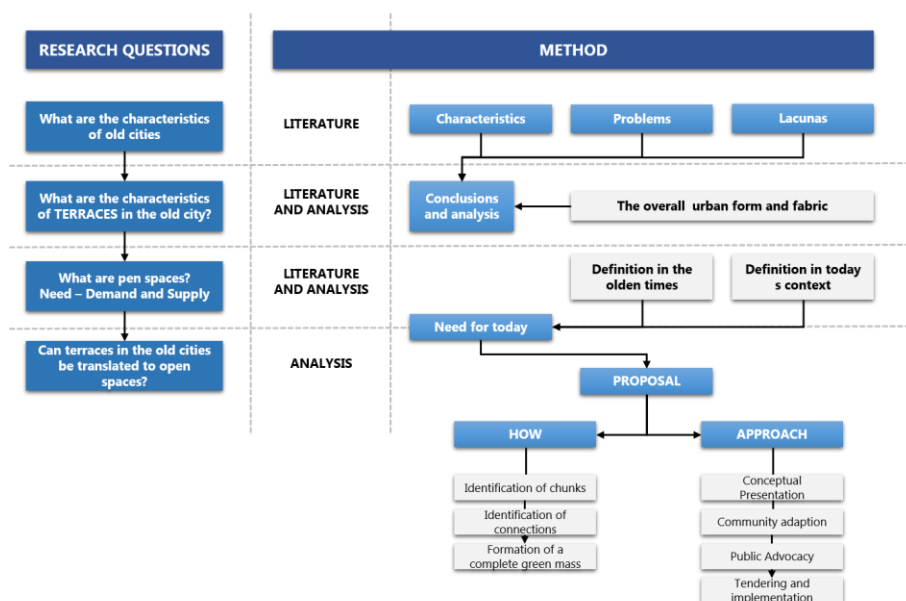 RESEARCH QUESTIONS
METHOD
What are the characteristics
of old cities
LITERATURE
Characteristics
Problems
Lacunas
What are the characteristics
of TERRACES in the old city?
LITERATURE
AND ANALYSIS
Conclusions
and analysis
The overall urban form and fabric
What are pen spaces?
Need – Demand and Supply
LITERATURE
AND ANALYSIS
Definition in the
olden times
Definition in today
s context
Need for today
Can terraces in the old cities
be translated to open
spaces?
ANALYSIS
PROPOSAL
HOW
APPROACH
Identification of chunks
Identification of
connections
Formation of a
complete green mass
Conceptual
Presentation
Community adaption
Public Advocacy
Tendering and
implementation